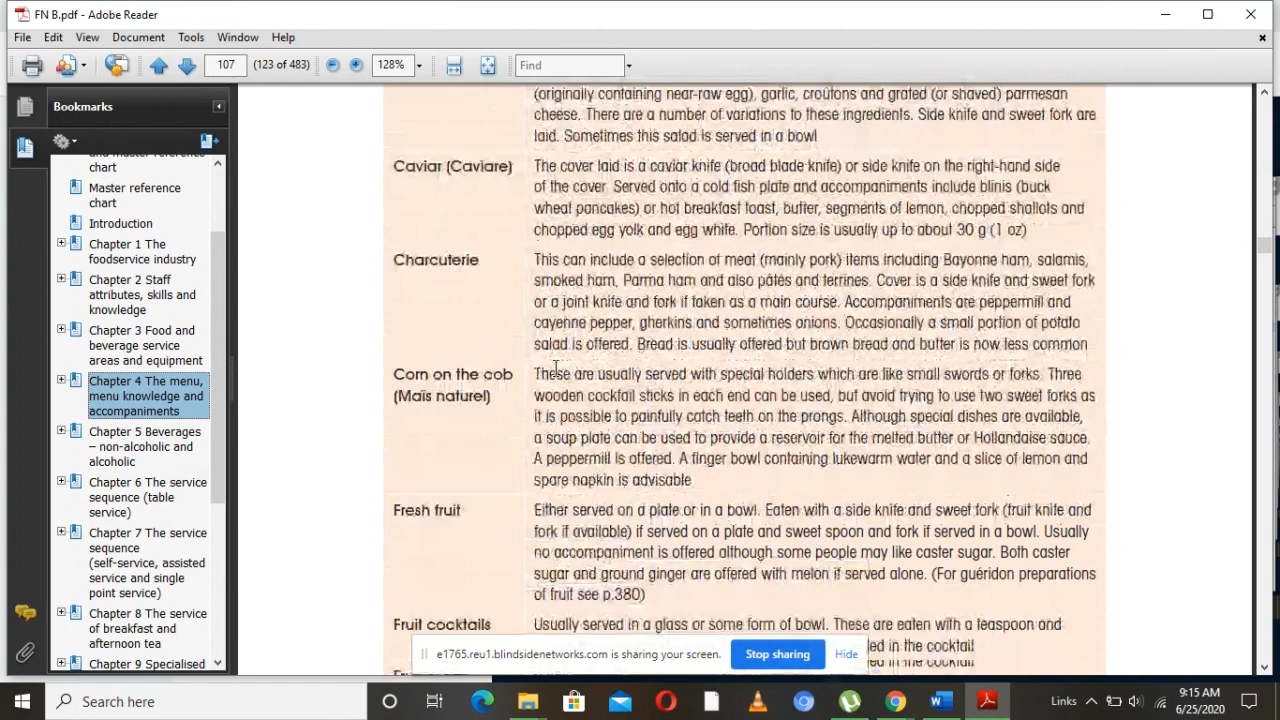 FN B.pdf - Adobe Reader
File Edit View Document Tools Window Help
107 (123 of 483) 128% Find
Bookmarks
and master reference
chart
Master reference
chart
Introduction
Chapter 1 The
foodservice industry
Chapter 2 Staff
attributes, skills and
knowledge
Chapter 3 Food and
beverage service
areas and equipment
Chapter 4 The menu,
menu knowledge and
accompaniments
Chapter 5 Beverages
– non-alcoholic and
alcoholic
Chapter 6 The service
sequence (table
service)
Chapter 7 The service
sequence
(self-service, assisted
service and single
point service)
Chapter 8 The service
of breakfast and
afternoon tea
Chapter 9 Specialised
(originally containing near-raw egg), garlic, croûtons and grated (or shaved) parmesan
cheese. There are a number of variations to these ingredients. Side knife and sweet fork are
laid. Sometimes this salad is served in a bowl
Caviar (Caviare) The cover laid is a caviar knife (broad blade knife) or side knife on the right-hand side
of the cover. Served onto a cold fish plate and accompaniments include blinis (buck
wheat pancakes) or hot breakfast toast, butter, segments of lemon, chopped shallots and
chopped egg yolk and egg white. Portion size is usually up to about 30 g (1 oz)
Charcuterie This can include a selection of meat (mainly pork) items including Bayonne ham, salamis,
smoked ham, Parma ham and also pâtés and terrines. Cover is a side knife and sweet fork
or a joint knife and fork if taken as a main course. Accompaniments are peppermill and
cayenne pepper, gherkins and sometimes onions. Occasionally a small portion of potato
salad is offered. Bread is usually offered but brown bread and butter is now less common
Corn on the cob These are usually served with special holders which are like small swords or forks. Three
(Maïs naturel) wooden cocktail sticks in each end can be used, but avoid trying to use two sweet forks as
it is possible to painfully catch teeth on the prongs. Although special dishes are available,
a soup plate can be used to provide a reservoir for the melted butter or Hollandaise sauce.
A peppermill is offered. A finger bowl containing lukewarm water and a slice of lemon and
spare napkin is advisable
Fresh fruit Either served on a plate or in a bowl. Eaten with a side knife and sweet fork (fruit knife and
fork if available) if served on a plate and sweet spoon and fork if served in a bowl. Usually
no accompaniment is offered although some people may like caster sugar. Both caster
sugar and ground ginger are offered with melon if served alone. (For guéridon preparations
of fruit see p.380)
Fruit cocktails Usually served in a glass or some form of bowl. These are eaten with a teaspoon and
ed in the cocktail
ed in the cocktail
e1765.reu1.blindsidenetworks.com is sharing your screen. Stop sharing Hide
Search here
Links
9:15 AM
6/25/2020